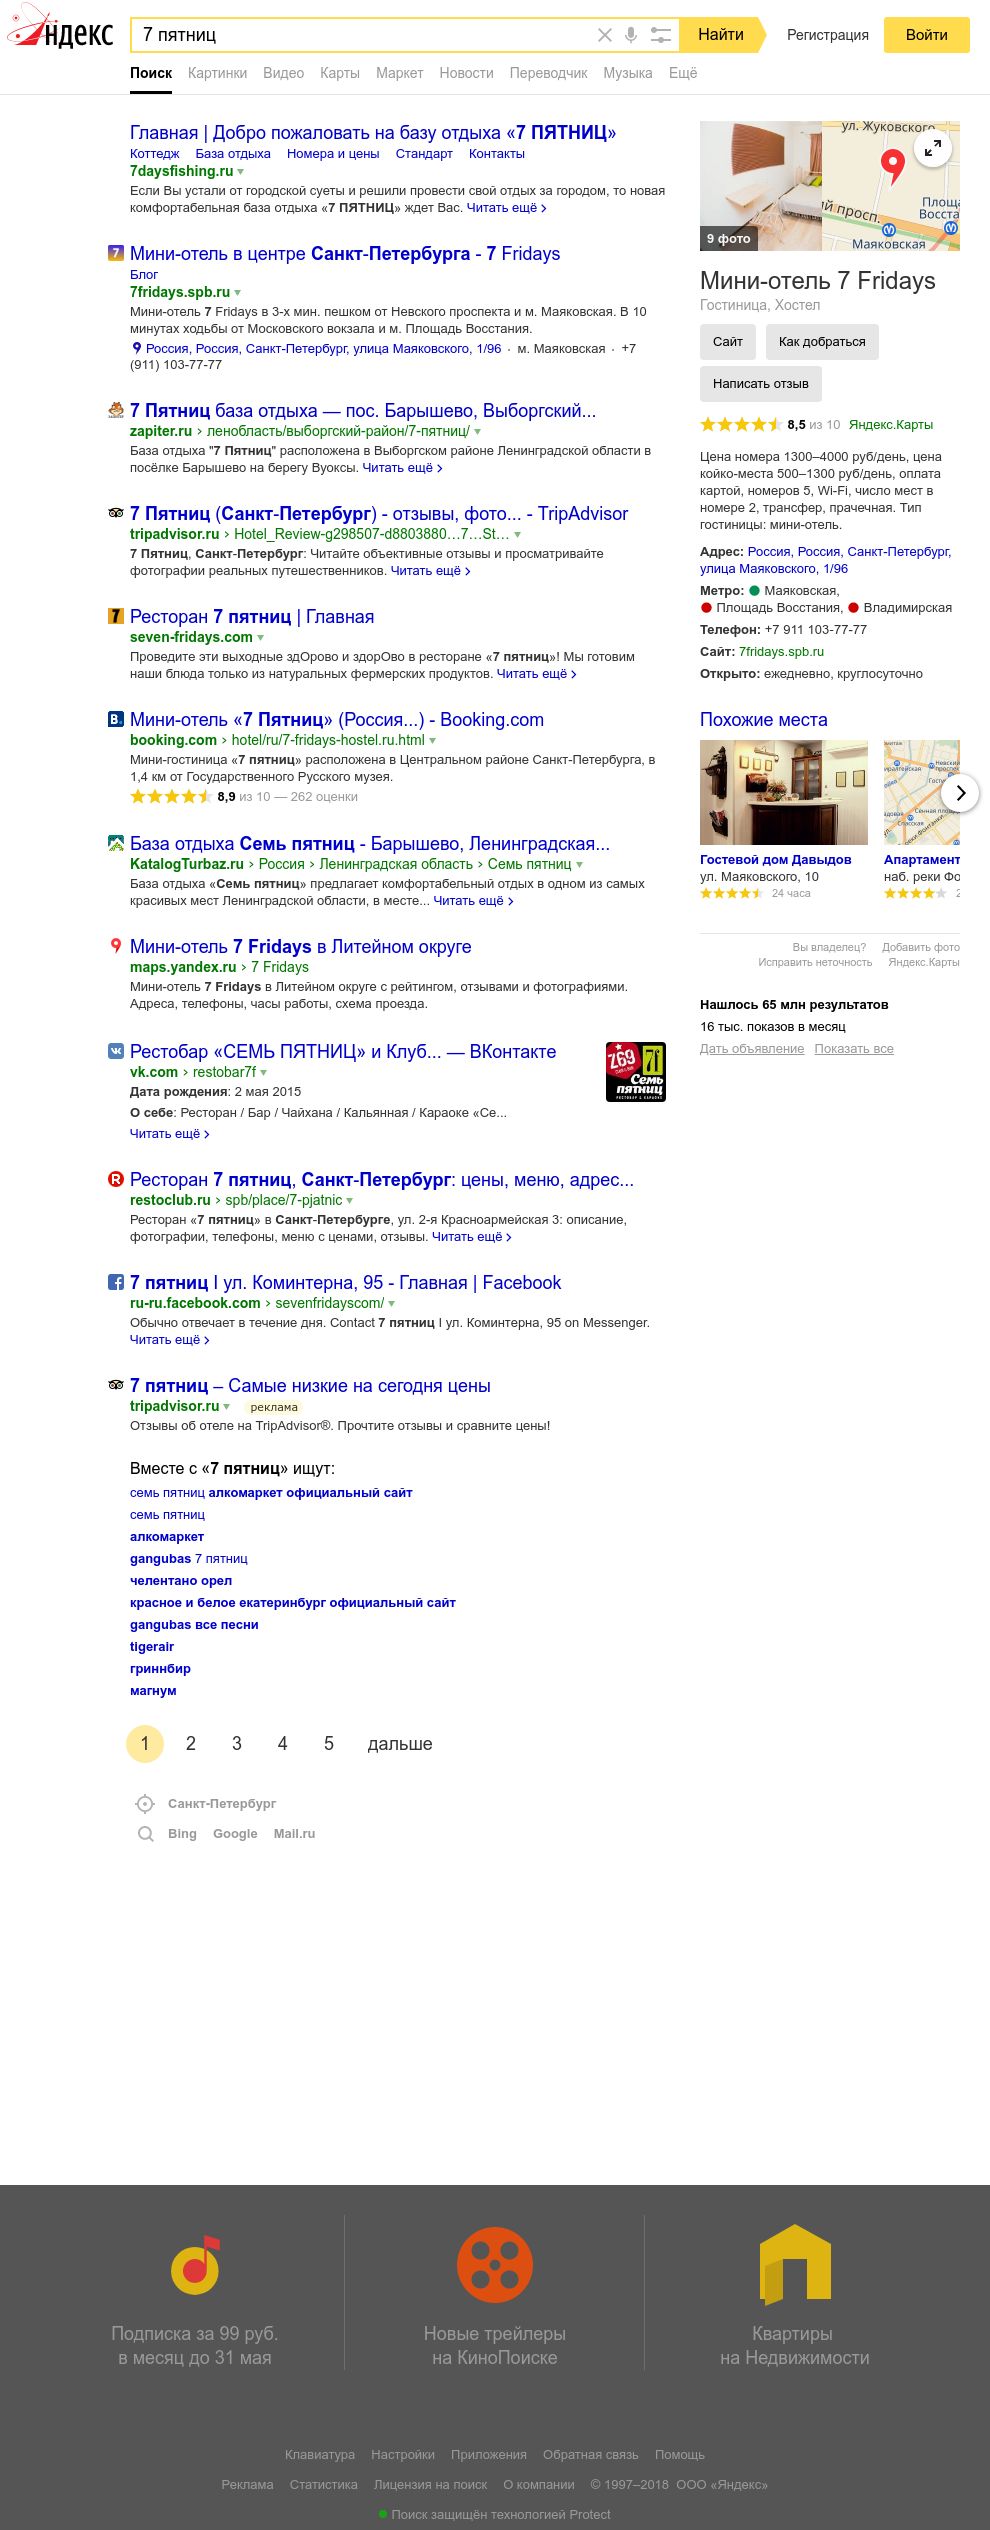 ндекс
7 пятниц
Найти
Регистрация
Войти
Поиск Картинки Видео Карты Маркет Новости Переводчик Музыка Ещё
Главная | Добро пожаловать на базу отдыха «7 ПЯТНИЦ»
Коттедж База отдыха Номера и цены Стандарт Контакты
7daysfishing.ru
Если Вы устали от городской суеты и решили провести свой отдых за городом, то новая
комфортабельная база отдыха «7 ПЯТНИЦ» ждет Вас. Читать ещё ›
7
Мини-отель в центре Санкт-Петербурга - 7 Fridays
Блог
7fridays.spb.ru
Мини-отель 7 Fridays в 3-х мин. пешком от Невского проспекта и м. Маяковская. В 10
минутах ходьбы от Московского вокзала и м. Площадь Восстания.
Россия, Россия, Санкт-Петербург, улица Маяковского, 1/96 · м. Маяковская · +7
(911) 103-77-77
7 Пятниц база отдыха — пос. Барышево, Выборгский...
zapiter.ru › ленобласть/выборгский-район/7-пятниц/
База отдыха "7 Пятниц" расположена в Выборгском районе Ленинградской области в
посёлке Барышево на берегу Вуоксы. Читать ещё ›
7 Пятниц (Санкт-Петербург) - отзывы, фото... - TripAdvisor
tripadvisor.ru › Hotel_Review-g298507-d8803880…7…St…
7 Пятниц, Санкт-Петербург: Читайте объективные отзывы и просматривайте
фотографии реальных путешественников. Читать ещё ›
7
Ресторан 7 пятниц | Главная
seven-fridays.com
Проведите эти выходные здОрово и здорОво в ресторане «7 пятниц»! Мы готовим
наши блюда только из натуральных фермерских продуктов. Читать ещё ›
B.
Мини-отель «7 Пятниц» (Россия...) - Booking.com
booking.com › hotel/ru/7-fridays-hostel.ru.html
Мини-гостиница «7 пятниц» расположена в Центральном районе Санкт-Петербурга, в
1,4 км от Государственного Русского музея.
8,9 из 10 — 262 оценки
База отдыха Семь пятниц - Барышево, Ленинградская...
KatalogTurbaz.ru › Россия › Ленинградская область › Семь пятниц
База отдыха «Семь пятниц» предлагает комфортабельный отдых в одном из самых
красивых мест Ленинградской области, в месте... Читать ещё ›
Мини-отель 7 Fridays в Литейном округе
maps.yandex.ru › 7 Fridays
Мини-отель 7 Fridays в Литейном округе с рейтингом, отзывами и фотографиями.
Адреса, телефоны, часы работы, схема проезда.
Рестобар «СЕМЬ ПЯТНИЦ» и Клуб... — ВКонтакте
vk.com › restobar7f
Дата рождения: 2 мая 2015
О себе: Ресторан / Бар / Чайхана / Кальянная / Караоке «Се...
Читать ещё ›
Z69
7f
Семь
пятниц
РЕСТОБАР & КАРАОКЕ
R
Ресторан 7 пятниц, Санкт-Петербург: цены, меню, адрес...
restoclub.ru › spb/place/7-pjatnic
Ресторан «7 пятниц» в Санкт-Петербурге, ул. 2-я Красноармейская 3: описание,
фотографии, телефоны, меню с ценами, отзывы. Читать ещё ›
f
7 пятниц I ул. Коминтерна, 95 - Главная | Facebook
ru-ru.facebook.com › sevenfridayscom/
Обычно отвечает в течение дня. Contact 7 пятниц I ул. Коминтерна, 95 on Messenger.
Читать ещё ›
7 пятниц – Самые низкие на сегодня цены
tripadvisor.ru реклама
Отзывы об отеле на TripAdvisor®. Прочтите отзывы и сравните цены!
Вместе с «7 пятниц» ищут:
семь пятниц алкомаркет официальный сайт
семь пятниц
алкомаркет
gangubas 7 пятниц
челентано орел
красное и белое екатеринбург официальный сайт
gangubas все песни
tigerair
гриннбир
магнум
1 2 3 4 5 дальше
Санкт-Петербург
Bing Google Mail.ru
ул. Жуковского
ий просп.
Площа
Восста
Маяковская
9 фото
Мини-отель 7 Fridays
Гостиница, Хостел
Сайт
Как добраться
Написать отзыв
8,5 из 10 Яндекс.Карты
Цена номера 1300–4000 руб/день, цена
койко-места 500–1300 руб/день, оплата
картой, номеров 5, Wi-Fi, число мест в
номере 2, трансфер, прачечная. Тип
гостиницы: мини-отель.
Адрес: Россия, Россия, Санкт-Петербург,
улица Маяковского, 1/96
Метро: Маяковская,
Площадь Восстания, Владимирская
Телефон: +7 911 103-77-77
Сайт: 7fridays.spb.ru
Открыто: ежедневно, круглосуточно
Похожие места
Гостевой дом Давыдов
ул. Маяковского, 10
24 часа
Апартамент
наб. реки Фо
Вы владелец? Добавить фото
Исправить неточность Яндекс.Карты
Нашлось 65 млн результатов
16 тыс. показов в месяц
Дать объявление Показать все
Подписка за 99 руб.
в месяц до 31 мая
Новые трейлеры
на КиноПоиске
Квартиры
на Недвижимости
Клавиатура Настройки Приложения Обратная связь Помощь
Реклама Статистика Лицензия на поиск О компании © 1997–2018 ООО «Яндекс»
Поиск защищён технологией Protect